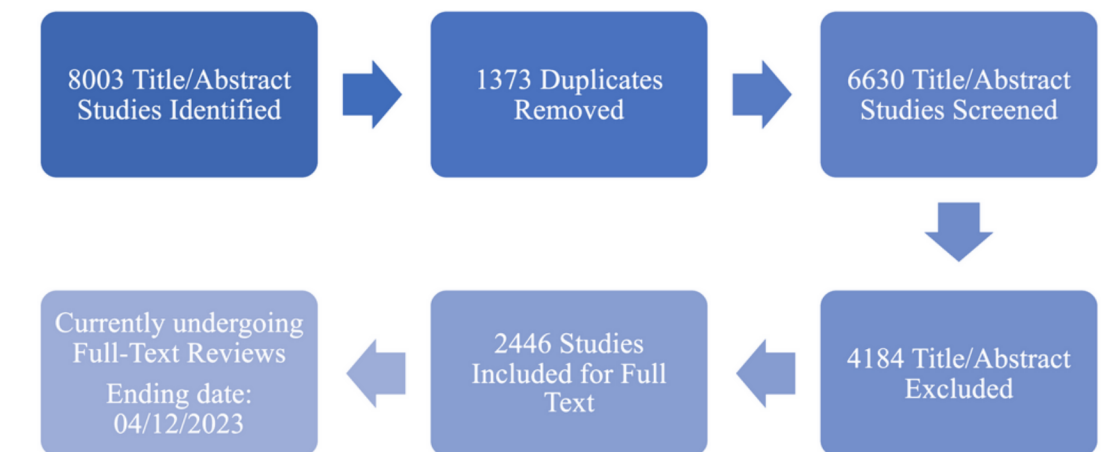 8003 Title/Abstract
Studies Identified
1373 Duplicates
Removed
6630 Title/Abstract
Studies Screened
4184 Title/Abstract
Excluded
2446 Studies
Included for Full
Text
Currently undergoing
Full-Text Reviews
Ending date:
04/12/2023